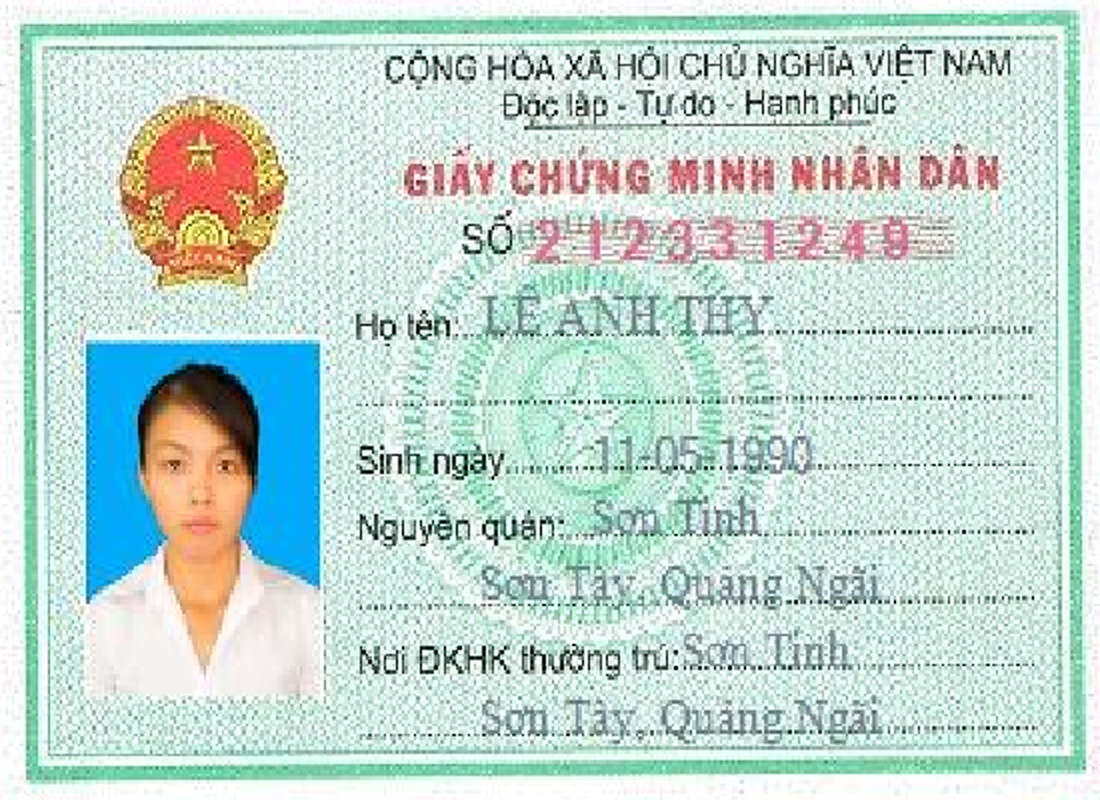 CỘNG HÒA XÃ HỘI CHỦ NGHĨA VIỆT NAM
Độc lập - Tự do - Hạnh phúc
GIẤY CHỨNG MINH NHÂN DÂN
SỐ 212331249
Họ tên: LÊ ANH THY
Sinh ngày 11-05-1990
Nguyên quán: Sơn Tinh
Sơn Tây, Quảng Ngãi
Nơi ĐKHK thường trú: Sơn Tinh
Sơn Tây, Quảng Ngãi